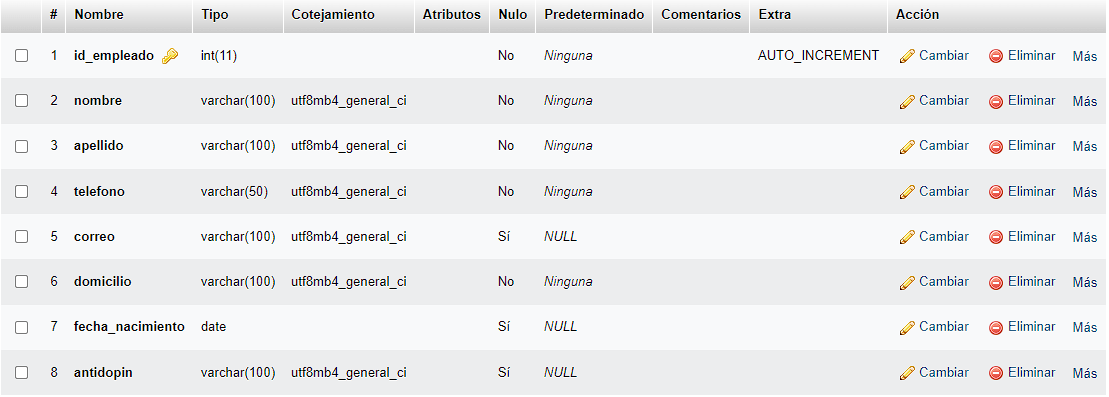 # Nombre Tipo Cotejamiento Atributos Nulo Predeterminado Comentarios Extra Acción
1 id_empleado int(11) No Ninguna AUTO_INCREMENT Cambiar Eliminar Más
2 nombre varchar(100) utf8mb4_general_ci No Ninguna Cambiar Eliminar Más
3 apellido varchar(100) utf8mb4_general_ci No Ninguna Cambiar Eliminar Más
4 telefono varchar(50) utf8mb4_general_ci No Ninguna Cambiar Eliminar Más
5 correo varchar(100) utf8mb4_general_ci Sí NULL Cambiar Eliminar Más
6 domicilio varchar(100) utf8mb4_general_ci No Ninguna Cambiar Eliminar Más
7 fecha_nacimiento date Sí NULL Cambiar Eliminar Más
8 antidopin varchar(100) utf8mb4_general_ci Sí NULL Cambiar Eliminar Más